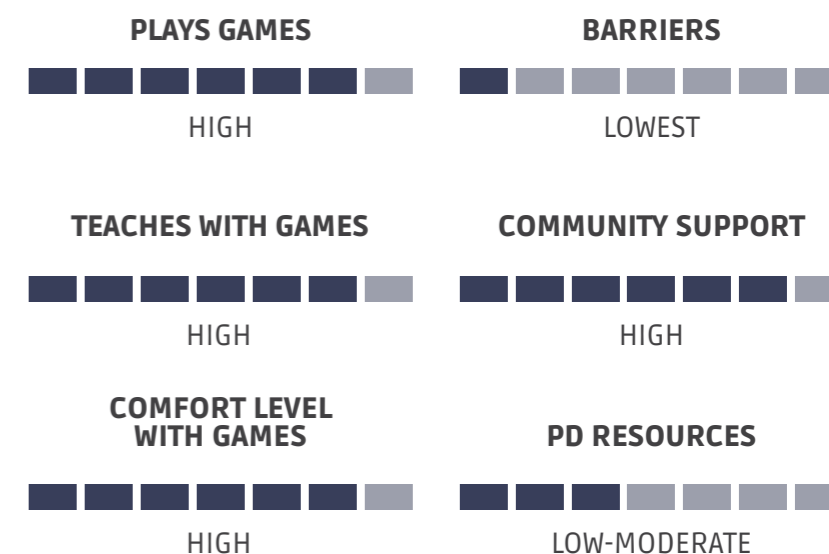 PLAYS GAMES
HIGH
BARRIERS
LOWEST
TEACHES WITH GAMES
HIGH
COMMUNITY SUPPORT
HIGH
COMFORT LEVEL
WITH GAMES
HIGH
PD RESOURCES
LOW-MODERATE